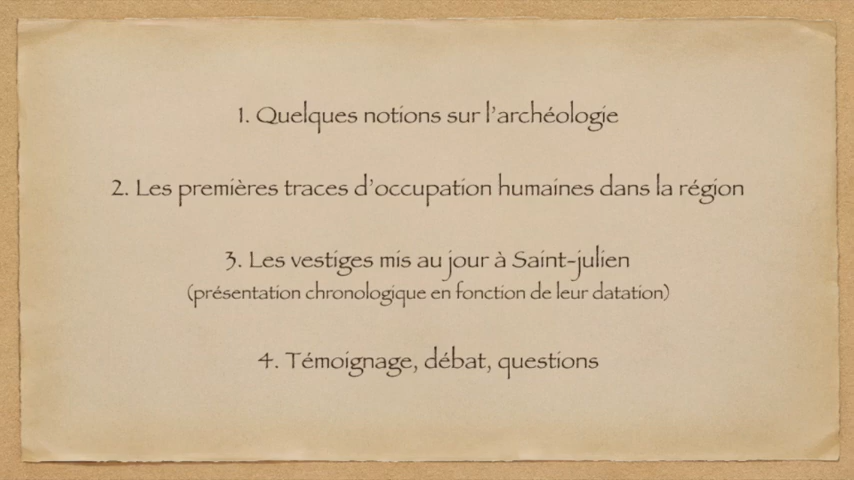 1. Quelques notions sur l'archéologie
2. Les premières traces d'occupation humaines dans la région
3. Les vestiges mis au jour à Saint-julien
(présentation chronologique en fonction de leur datation)
4. Témoignage, débat, questions